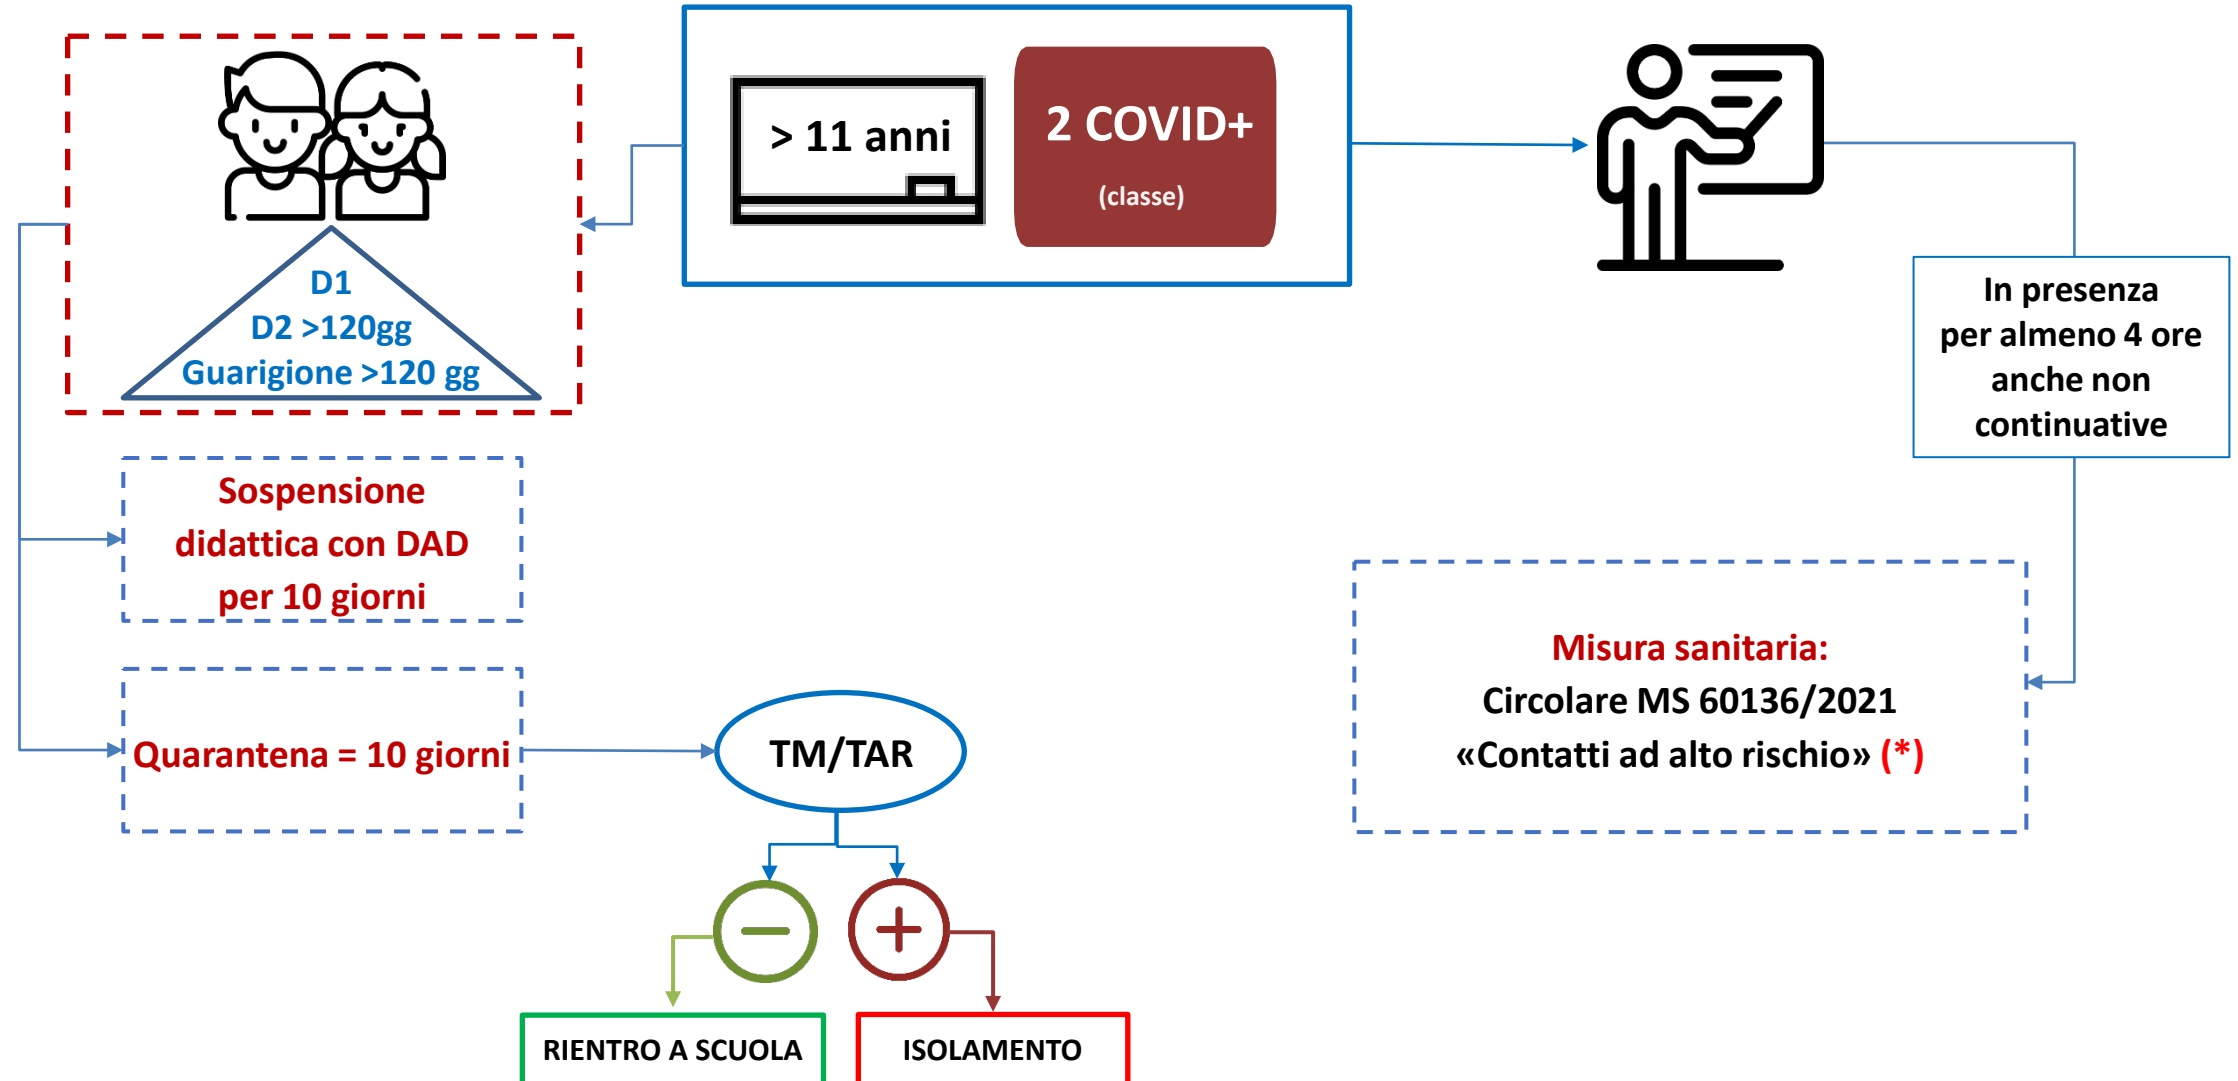 > 11 anni
2 COVID+
(classe)
D1
D2 >120gg
Guarigione >120 gg
In presenza
per almeno 4 ore
anche non
continuative
Sospensione
didattica con DAD
per 10 giorni
Misura sanitaria:
Circolare MS 60136/2021
«Contatti ad alto rischio» (*)
Quarantena = 10 giorni
TM/TAR
RIENTRO A SCUOLA
ISOLAMENTO